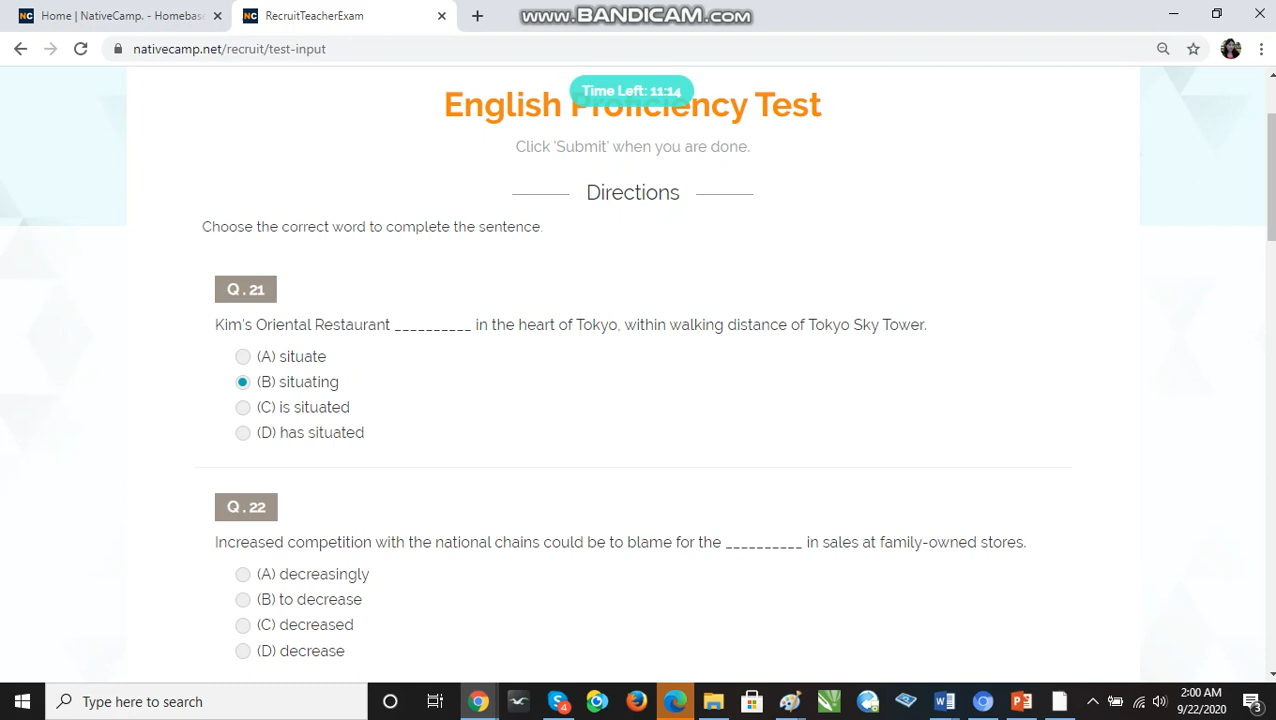 Home | NativeCamp. - Homebase
RecruitTeacherExam
www.BANDICAM.com
nativecamp.net/recruit/test-input
Time Left: 11:14
English Proficiency Test
Click 'Submit' when you are done.
Directions
Choose the correct word to complete the sentence.
Q . 21
Kim's Oriental Restaurant __________ in the heart of Tokyo, within walking distance of Tokyo Sky Tower.
(A) situate
(B) situating
(C) is situated
(D) has situated
Q . 22
Increased competition with the national chains could be to blame for the __________ in sales at family-owned stores.
(A) decreasingly
(B) to decrease
(C) decreased
(D) decrease
Type here to search
4
2:00 AM
9/22/2020
3